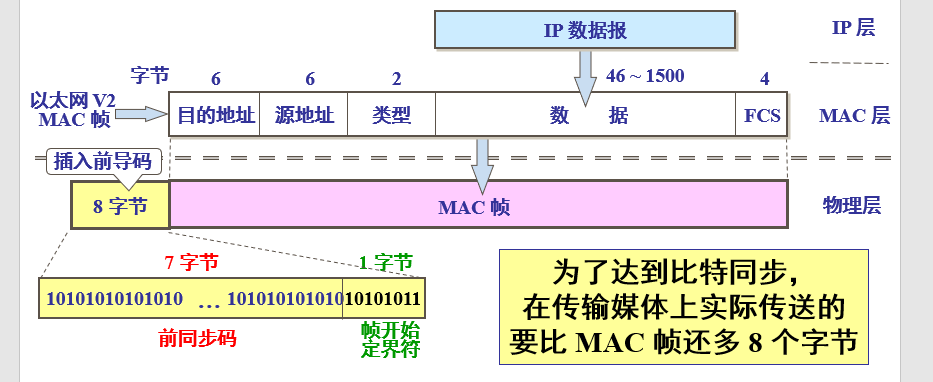 IP 数据报
IP 层
字节
6
6
2
46 ~ 1500
4
以太网 V2
MAC 帧
目的地址
源地址
类型
数 据
FCS
MAC 层
插入前导码
8 字节
MAC 帧
物理层
7 字节
1 字节
10101010101010 … 101010101010
10101011
前同步码
帧开始
定界符
为了达到比特同步，
在传输媒体上实际传送的
要比 MAC 帧还多 8 个字节